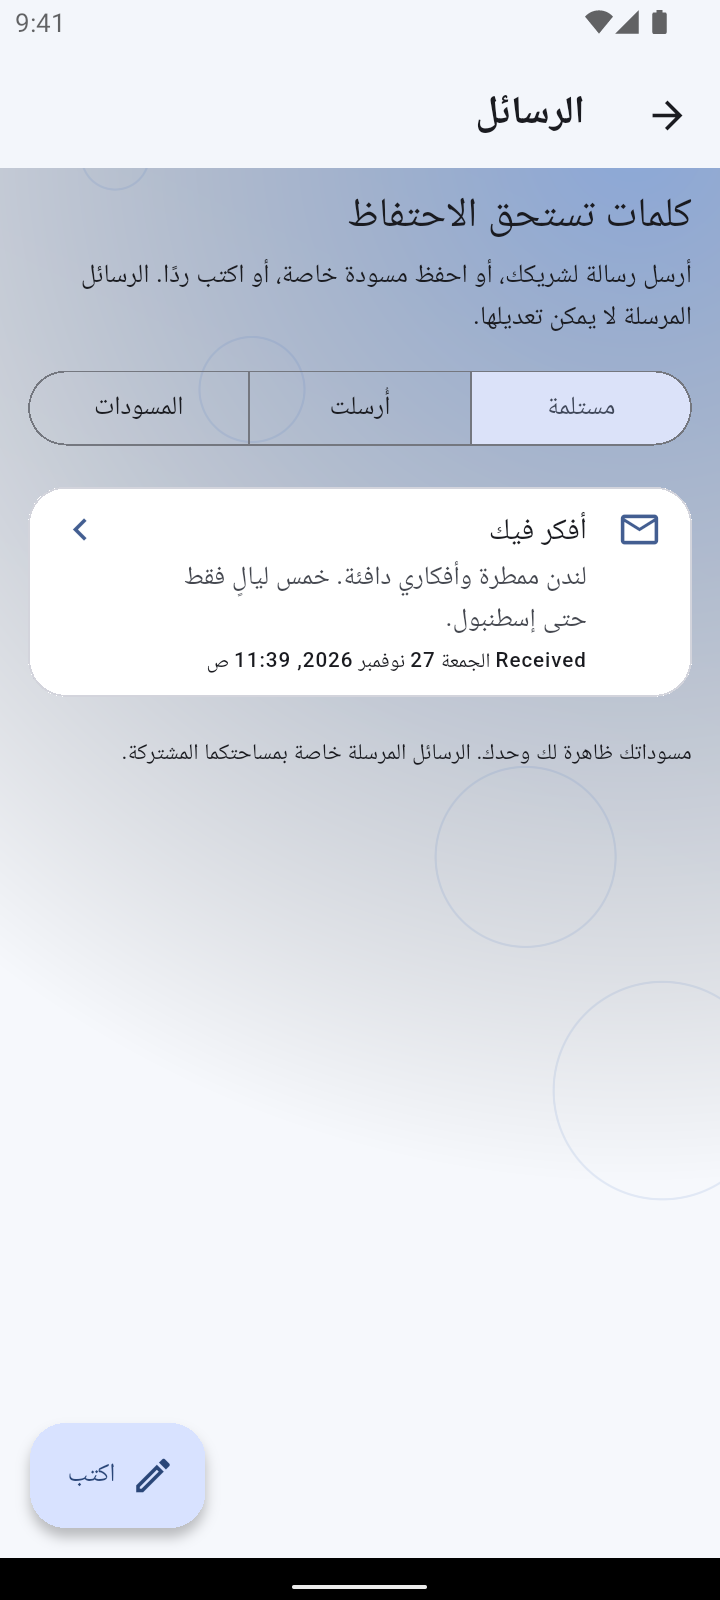 9:41
الرسائل
كلمات تستحق الاحتفاظ
أرسل رسالة لشريكك، أو احفظ مسودة خاصة، أو اكتب ردًا. الرسائل
المرسلة لا يمكن تعديلها.
مستلمة
أرسلت
المسودات
أفكر فيك
لندن ممطرة وأفكاري دافئة. خمس ليالٍ فقط
حتى إسطنبول.
Received الجمعة 27 نوفمبر 2026, 11:39 ص
مسوداتك ظاهرة لك وحدك. الرسائل المرسلة خاصة بمساحتكما المشتركة.
اكتب